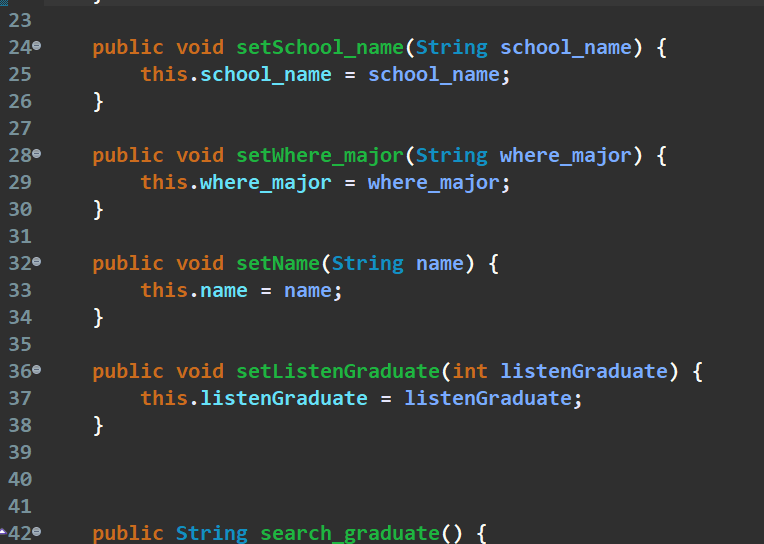 23
24 public void setSchool_name(String school_name) {
25 this.school_name = school_name;
26 }
27
28 public void setWhere_major(String where_major) {
29 this.where_major = where_major;
30 }
31
32 public void setName(String name) {
33 this.name = name;
34 }
35
36 public void setListenGraduate(int listenGraduate) {
37 this.listenGraduate = listenGraduate;
38 }
39
40
41
42 public String search_graduate() {